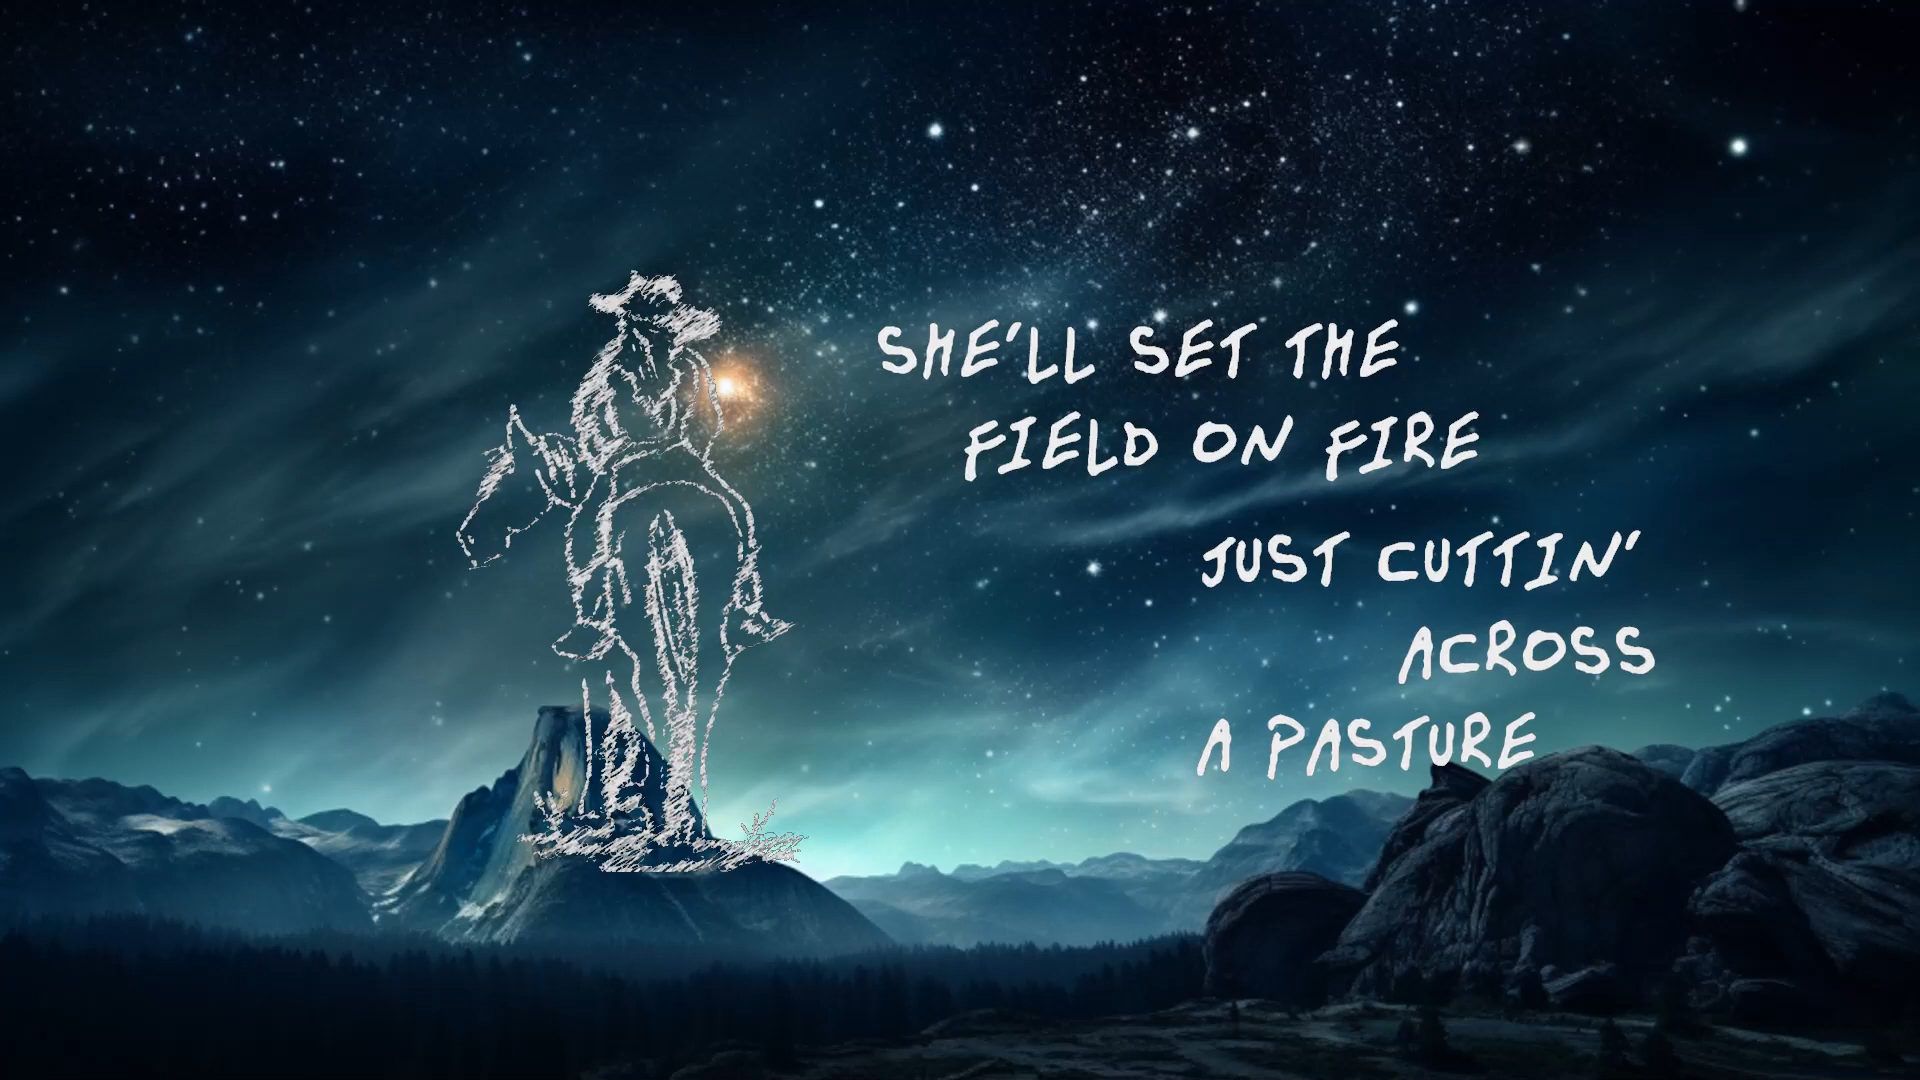 SHE'LL SET THE
FIELD ON FIRE
JUST CUTTIN'
ACROSS
A PASTURE